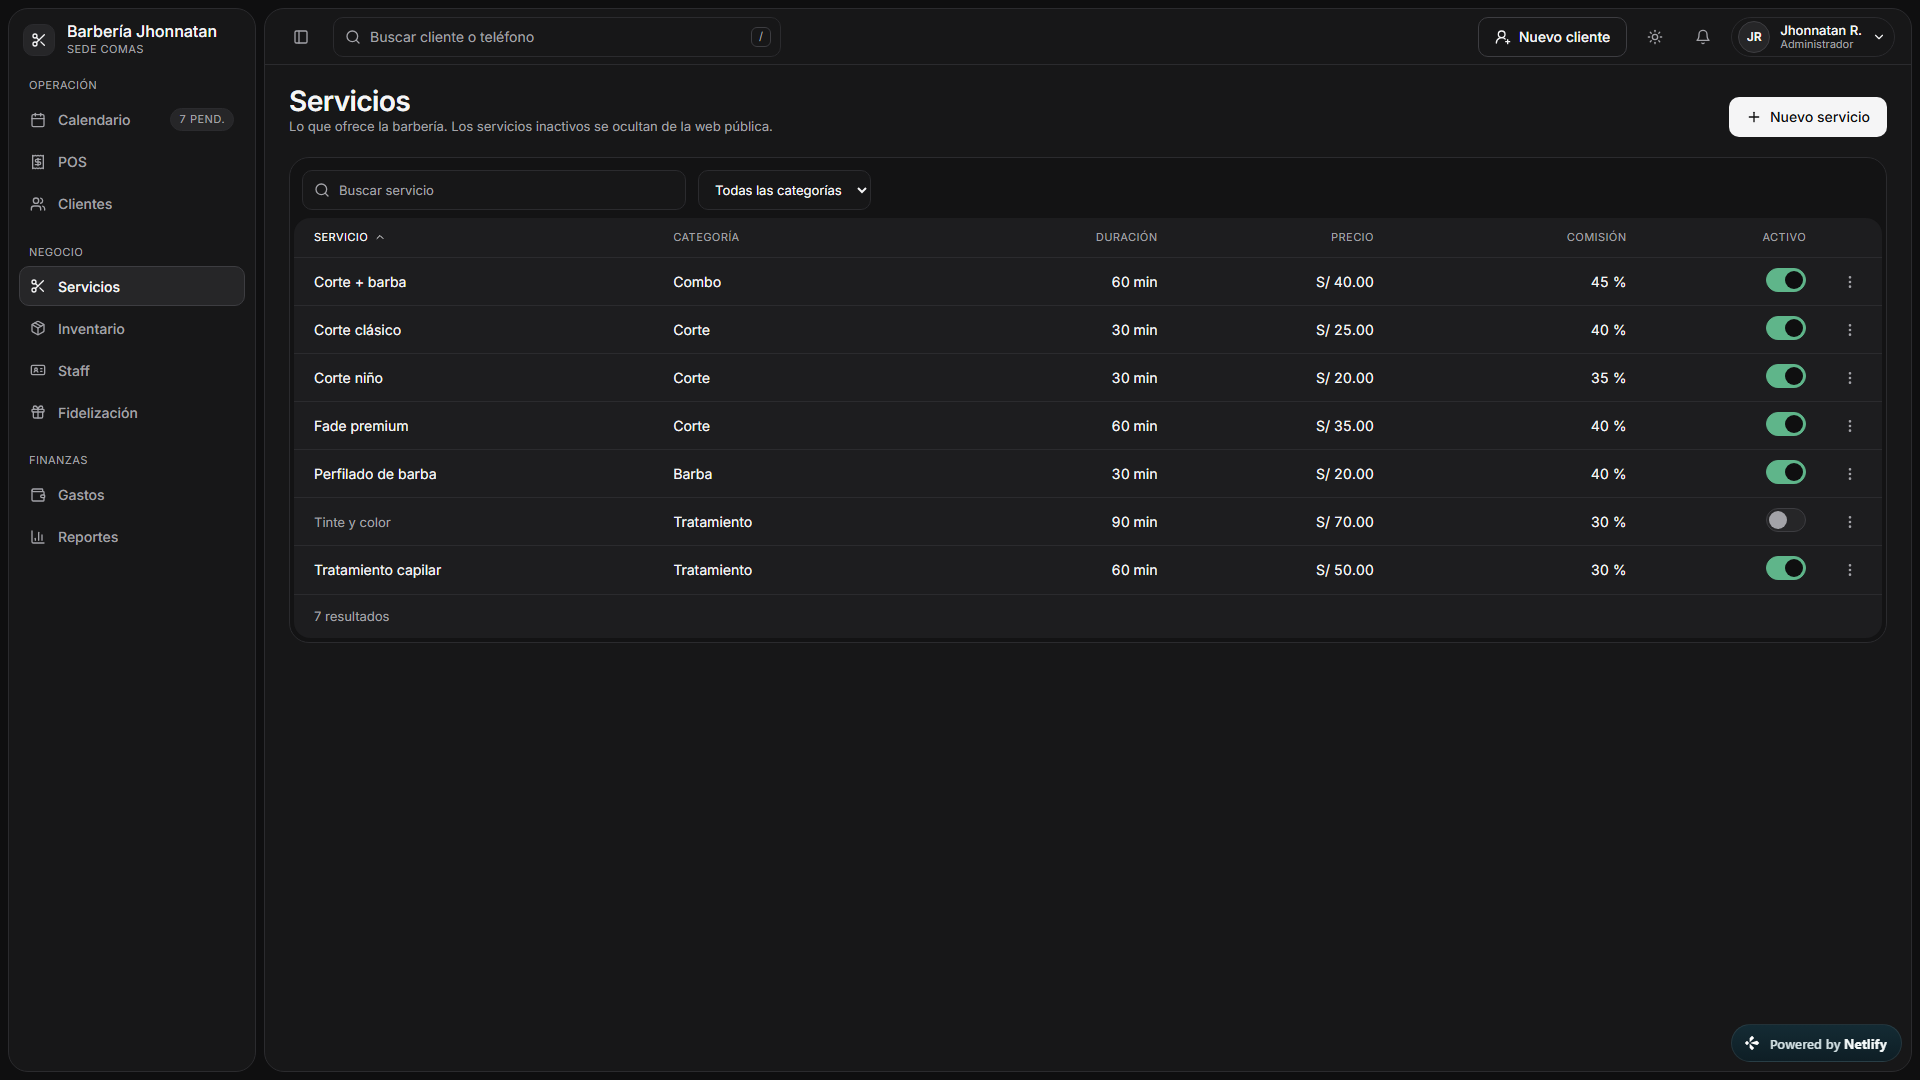 Barbería Jhonnatan
SEDE COMAS
OPERACIÓN
Calendario 7 PEND.
POS
Clientes
NEGOCIO
Servicios
Inventario
Staff
Fidelización
FINANZAS
Gastos
Reportes
Buscar cliente o teléfono /
Nuevo cliente
JR
Jhonnatan R.
Administrador
Servicios
Lo que ofrece la barbería. Los servicios inactivos se ocultan de la web pública.
+ Nuevo servicio
Buscar servicio
Todas las categorías
SERVICIO CATEGORÍA DURACIÓN PRECIO COMISIÓN ACTIVO
Corte + barba Combo 60 min S/ 40.00 45 %
Corte clásico Corte 30 min S/ 25.00 40 %
Corte niño Corte 30 min S/ 20.00 35 %
Fade premium Corte 60 min S/ 35.00 40 %
Perfilado de barba Barba 30 min S/ 20.00 40 %
Tinte y color Tratamiento 90 min S/ 70.00 30 %
Tratamiento capilar Tratamiento 60 min S/ 50.00 30 %
7 resultados
Powered by Netlify